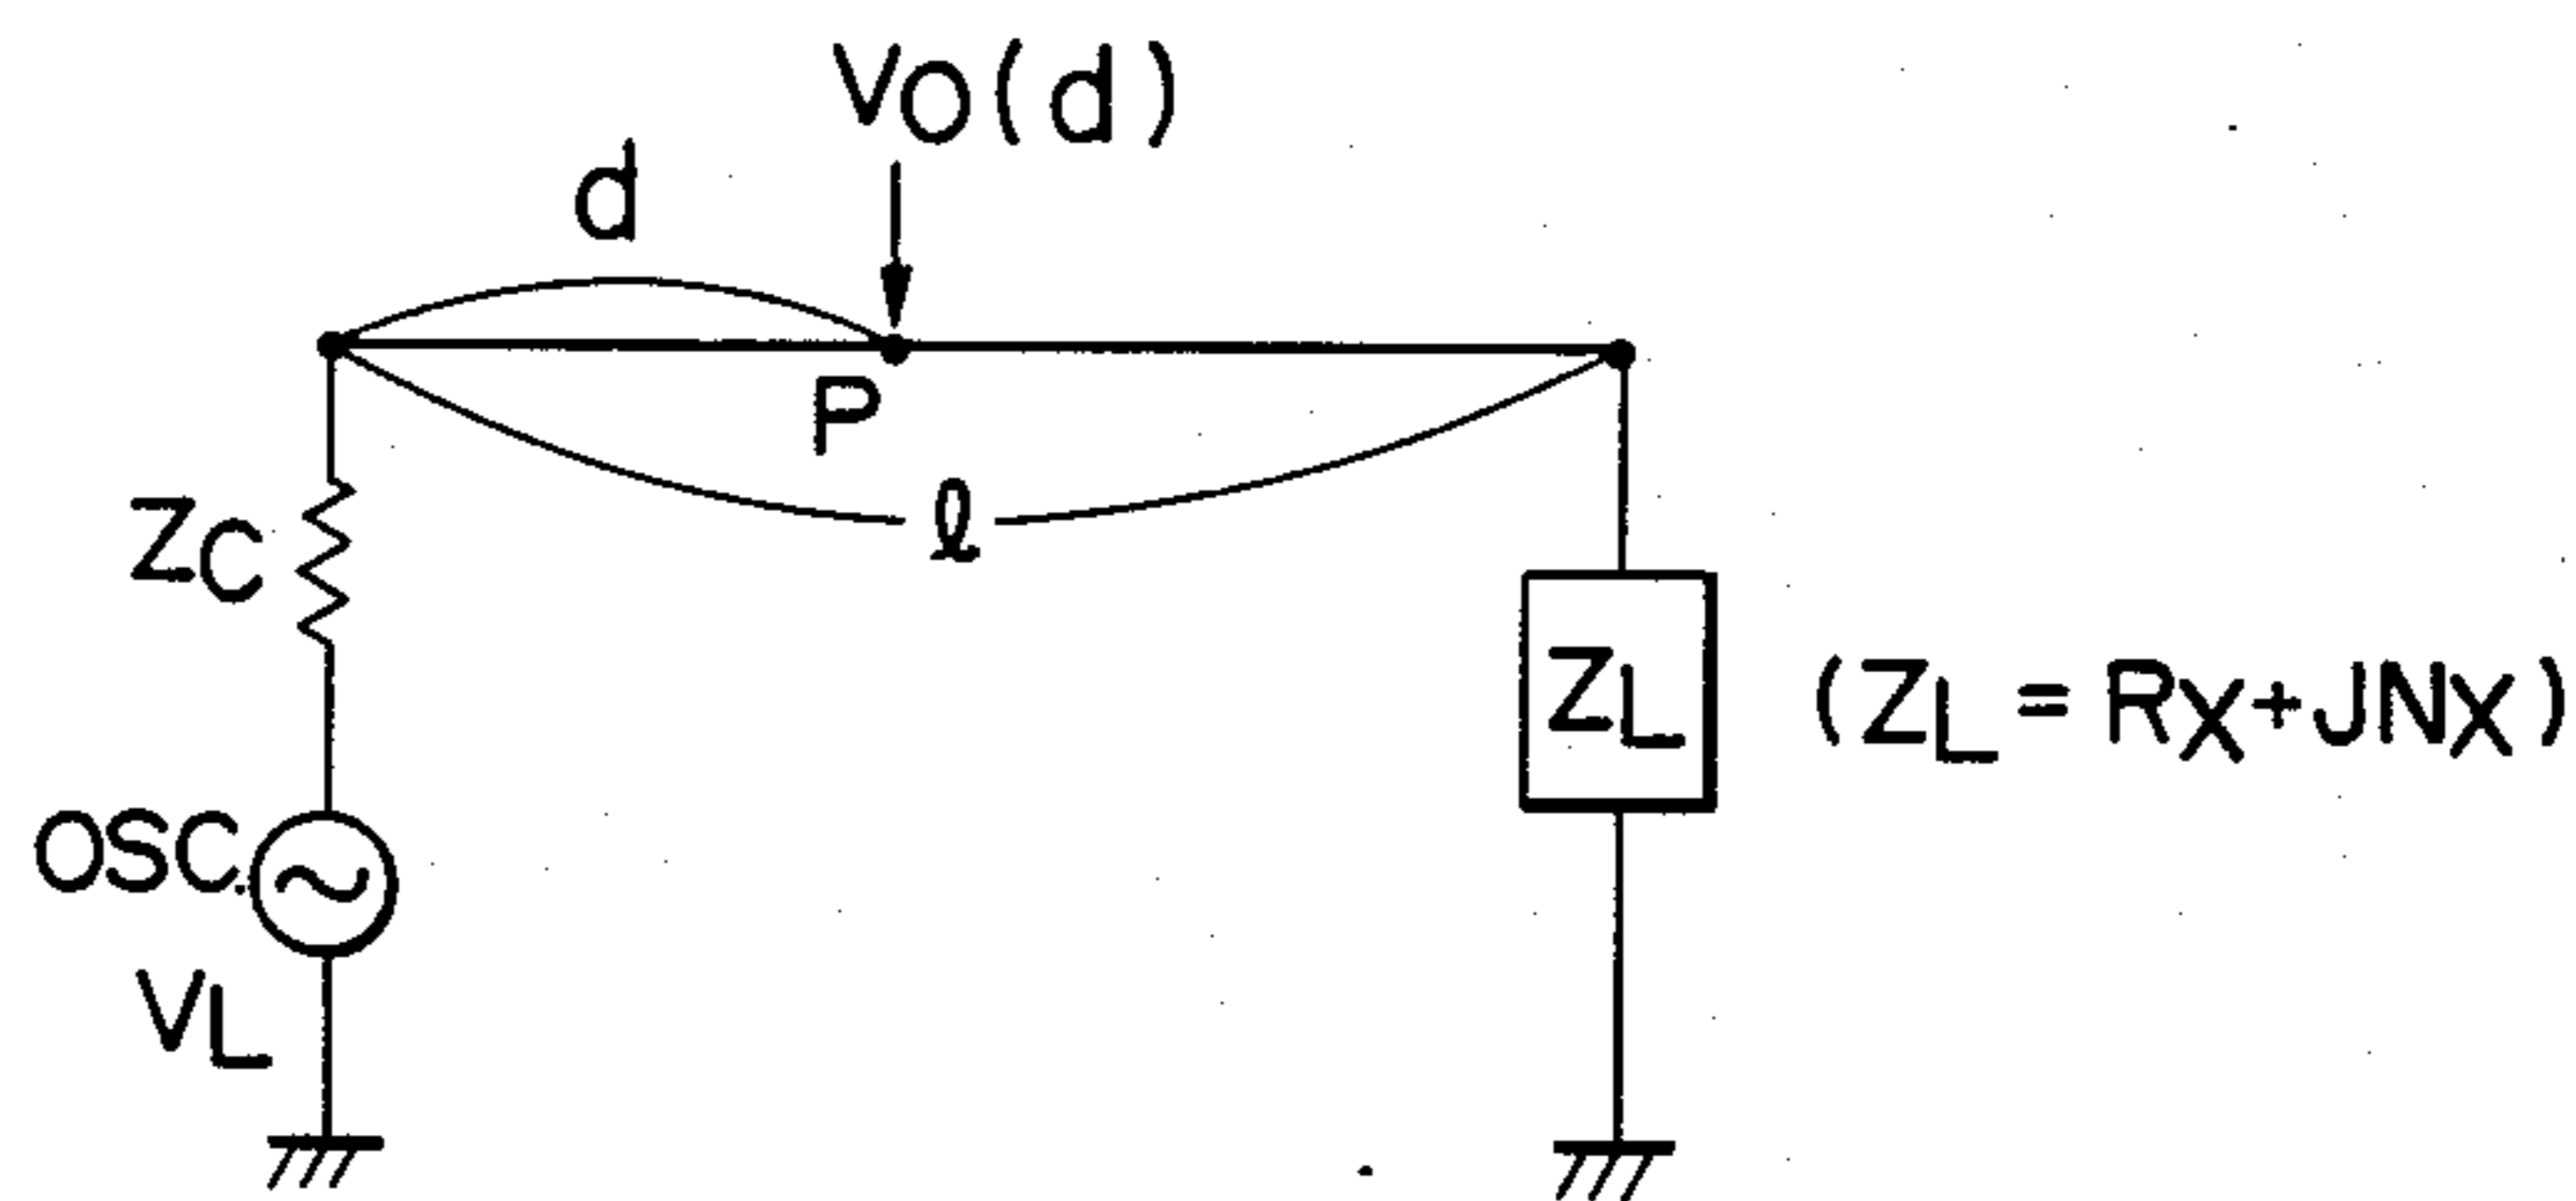 VO(d)
d
P
ℓ
ZC
ZL
(ZL=RX+JNX)
OSC.
VL